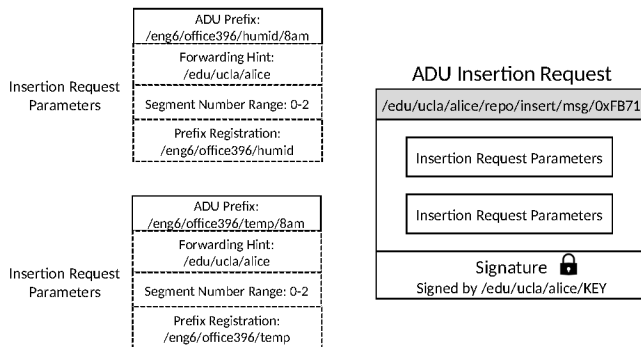 ADU Prefix:
/eng6/office396/humid/8am
Forwarding Hint:
/edu/ucla/alice
Insertion Request
Parameters
Segment Number Range: 0-2
Prefix Registration:
/eng6/office396/humid
ADU Prefix:
/eng6/office396/temp/8am
Forwarding Hint:
/edu/ucla/alice
Insertion Request
Parameters
Segment Number Range: 0-2
Prefix Registration:
/eng6/office396/temp
ADU Insertion Request
/edu/ucla/alice/repo/insert/msg/0xFB71
Insertion Request Parameters
Insertion Request Parameters
Signature
Signed by /edu/ucla/alice/KEY